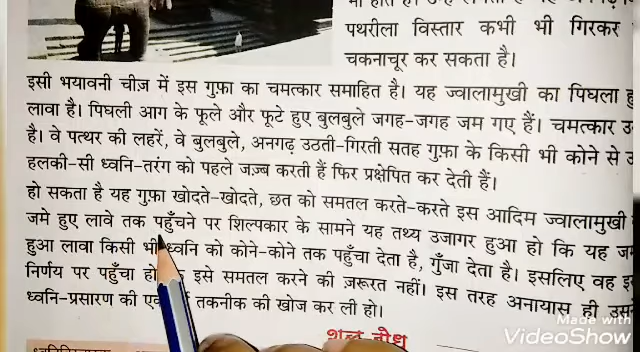 पथरीला विस्तार कभी भी गिरकर
चकनाचूर कर सकता है।
इसी भयावनी चीज़ में इस गुफ़ा का चमत्कार समाहित है। यह ज्वालामुखी का पिघला
लावा है। पिघली आग के फूले और फूटे हुए बुलबुले जगह-जगह जम गए हैं। चमत्कार
है। वे पत्थर की लहरें, वे बुलबुले, अनगढ़ उठती-गिरती सतह गुफ़ा के किसी भी कोने से
हलकी-सी ध्वनि-तरंग को पहले जज़्ब करती हैं फिर प्रक्षेपित कर देती हैं।
हो सकता है यह गुफ़ा खोदते-खोदते, छत को समतल करते-करते इस आदिम ज्वालामुखी
जमे हुए लावे तक पहुँचने पर शिल्पकार के सामने यह तथ्य उजागर हुआ हो कि यह
हुआ लावा किसी भी ध्वनि को कोने-कोने तक पहुँचा देता है, गुँजा देता है। इसलिए वह
निर्णय पर पहुँचा हो इसे समतल करने की ज़रूरत नहीं। इस तरह अनायास ही
ध्वनि-प्रसारण की तकनीक की खोज कर ली हो।
Made with
VideoShow